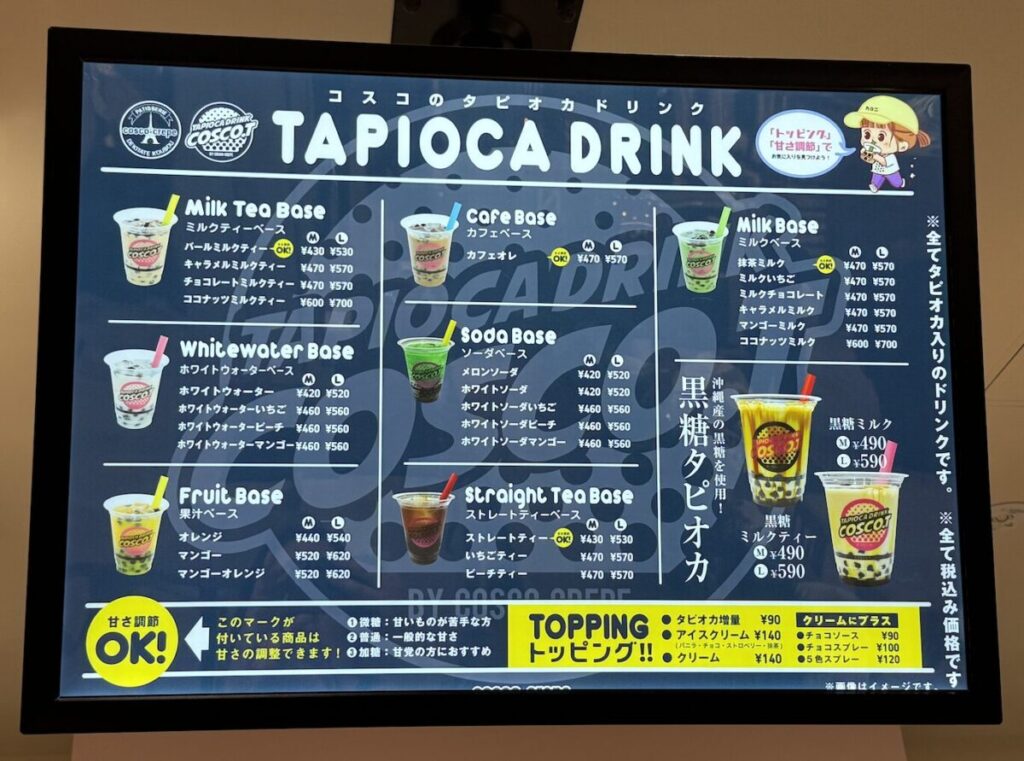 コスコのタピオカドリンク
TAPIOCA DRINK
PATISSERIE
cosco-crepe
TAPIOCA DRINK
COSCO.T
BY COSCO CREPE
「トッピング」
「甘さ調節」で
お気に入りを見つけよう!
Milk Tea Base
ミルクティーベース
M L
パールミルクティー OK! ¥430 ¥530
キャラメルミルクティー ¥470 ¥570
チョコレートミルクティー ¥470 ¥570
ココナッツミルクティー ¥600 ¥700
Whitewater Base
ホワイトウォーターベース
M L
ホワイトウォーター ¥420 ¥520
ホワイトウォーターいちご ¥460 ¥560
ホワイトウォーターピーチ ¥460 ¥560
ホワイトウォーターマンゴー ¥460 ¥560
Fruit Base
果汁ベース
M L
オレンジ ¥440 ¥540
マンゴー ¥520 ¥620
マンゴーオレンジ ¥520 ¥620
Cafe Base
カフェベース
M L
カフェオレ OK! ¥470 ¥570
Soda Base
ソーダベース
M L
メロンソーダ ¥420 ¥520
ホワイトソーダ ¥420 ¥520
ホワイトソーダいちご ¥460 ¥560
ホワイトソーダピーチ ¥460 ¥560
ホワイトソーダマンゴー ¥460 ¥560
Straight Tea Base
ストレートティーベース
M L
ストレートティー OK! ¥430 ¥530
いちごティー ¥470 ¥570
ピーチティー ¥470 ¥570
Milk Base
ミルクベース
M L
抹茶ミルク OK! ¥470 ¥570
ミルクいちご ¥470 ¥570
ミルクチョコレート ¥470 ¥570
キャラメルミルク ¥470 ¥570
マンゴーミルク ¥470 ¥570
ココナッツミルク ¥600 ¥700
沖縄産の黒糖を使用!
黒糖タピオカ
黒糖ミルク
M ¥490
L ¥590
黒糖
ミルクティー
M ¥490
L ¥590
TAPIOCA DRINK
COSCO.T
※全てタピオカ入りのドリンクです。 ※全て税込み価格です
TAPIOCA DRINK
COSCO.T
BY COSCO CREPE
甘さ調節
OK!
このマークが
付いている商品は
甘さの調整できます!
①微糖:甘いものが苦手な方
②普通:一般的な甘さ
③加糖:甘党の方におすすめ
TOPPING
トッピング!!
●タピオカ増量 ¥90
●アイスクリーム ¥140
(バニラ・チョコ・ストロベリー・抹茶)
●クリーム ¥140
クリームにプラス
●チョコソース ¥90
●チョコスプレー ¥100
●5色スプレー ¥120
※画像はイメージです。